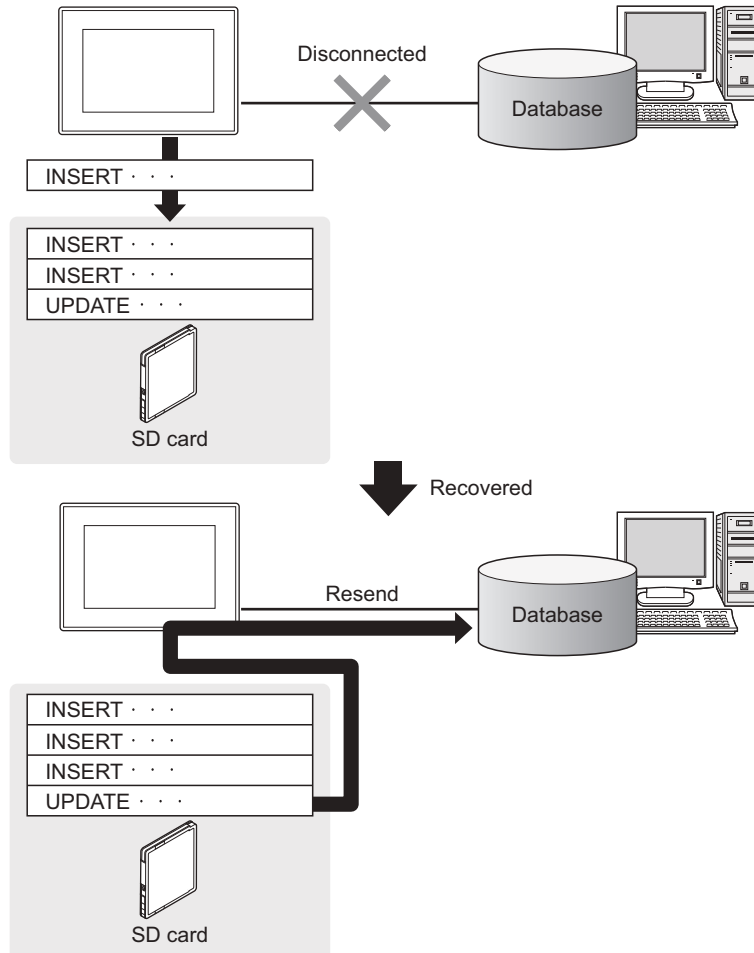 Disconnected
Database
INSERT · · ·
INSERT · · ·
INSERT · · ·
UPDATE · · ·
SD card
Recovered
Resend
Database
INSERT · · ·
INSERT · · ·
INSERT · · ·
UPDATE · · ·
SD card